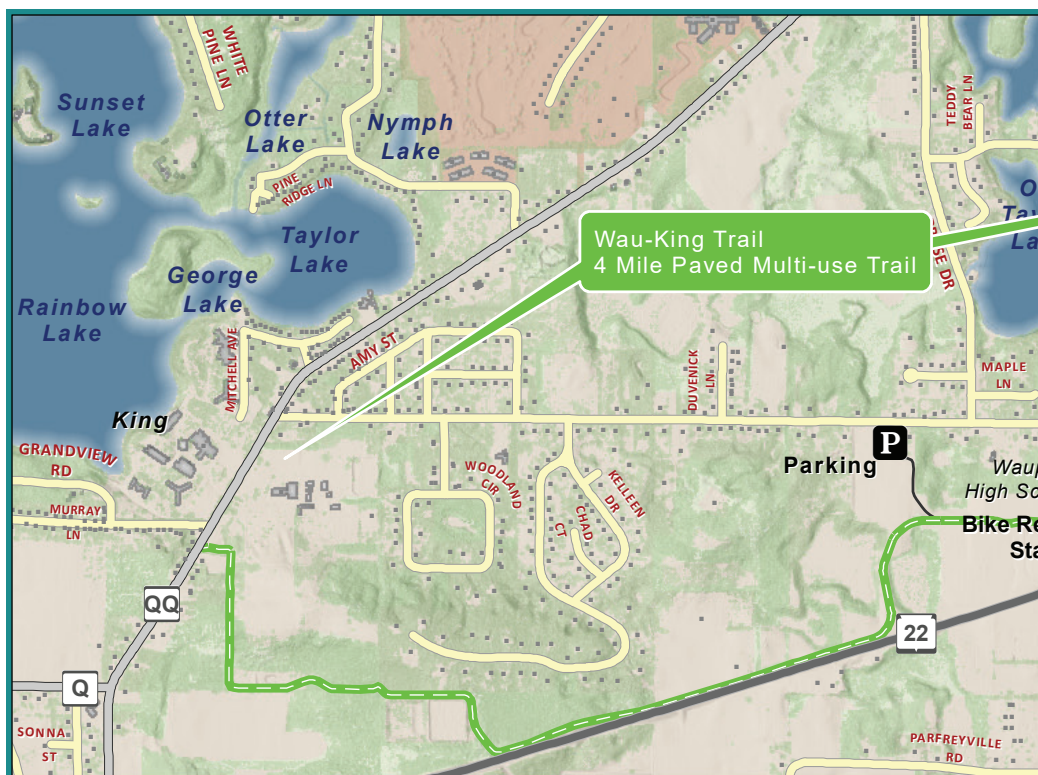 WHITE
PINE LN
Sunset
Lake
Otter
Lake
Nymph
Lake
TEDDY
BEAR LN
PINE
RIDGE LN
Taylor
Lake
Wau-King Trail
4 Mile Paved Multi-use Trail
George
Lake
Rainbow
Lake
DR
AMY ST
MITCHELL AVE
DUVENICK
LN
MAPLE
LN
King
GRANDVIEW
RD
Parking
P
WOODLAND
CIR
KELLEEN
DR
CHAD
CT
High
Bike
MURRAY
LN
QQ
22
Q
SONNA
ST
PARFREYVILLE
RD